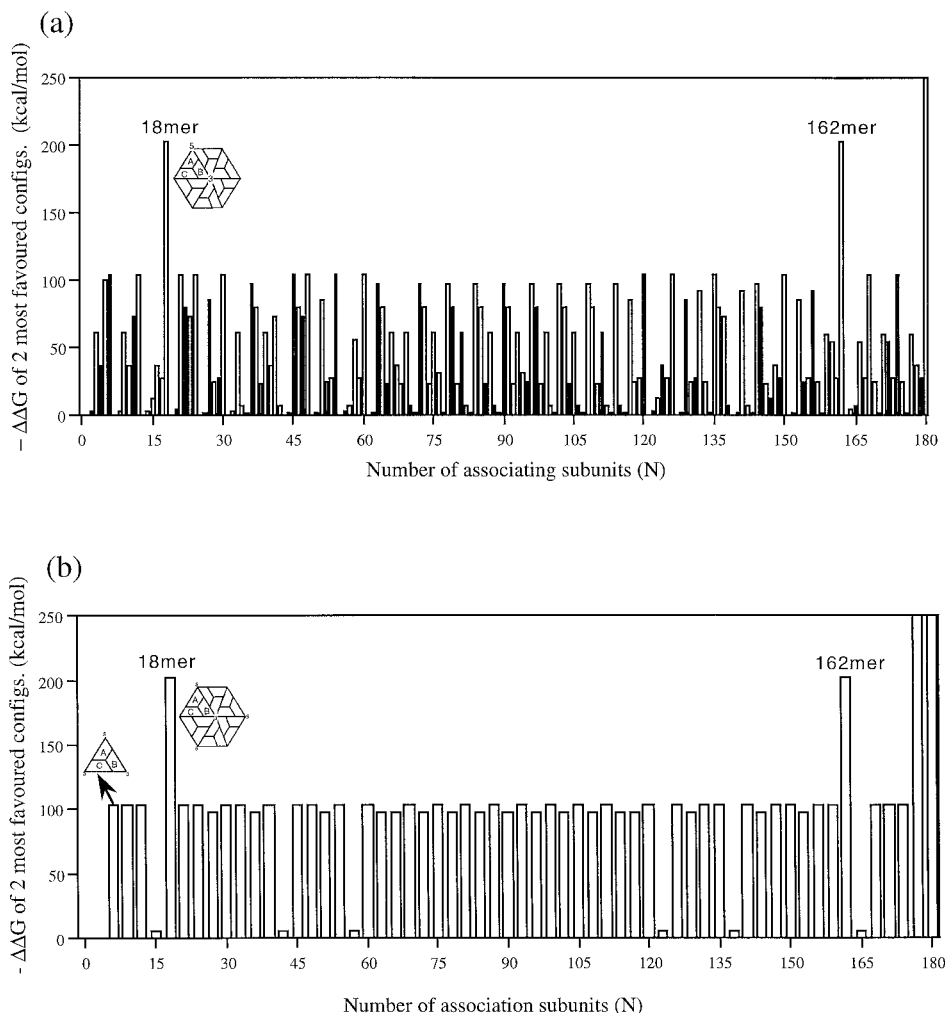 (a)
− ΔΔG of 2 most favoured configs. (kcal/mol)
250
200
150
100
50
0
18mer
5
A
C
B
3
162mer
0 15 30 45 60 75 90 105 120 135 150 165 180
Number of associating subunits (N)
(b)
- ΔΔG of 2 most favoured configs. (kcal/mol)
250
200
150
100
50
0
A
C
B
18mer
A
C
B
162mer
0 15 30 45 60 75 90 105 120 135 150 165 180
Number of association subunits (N)